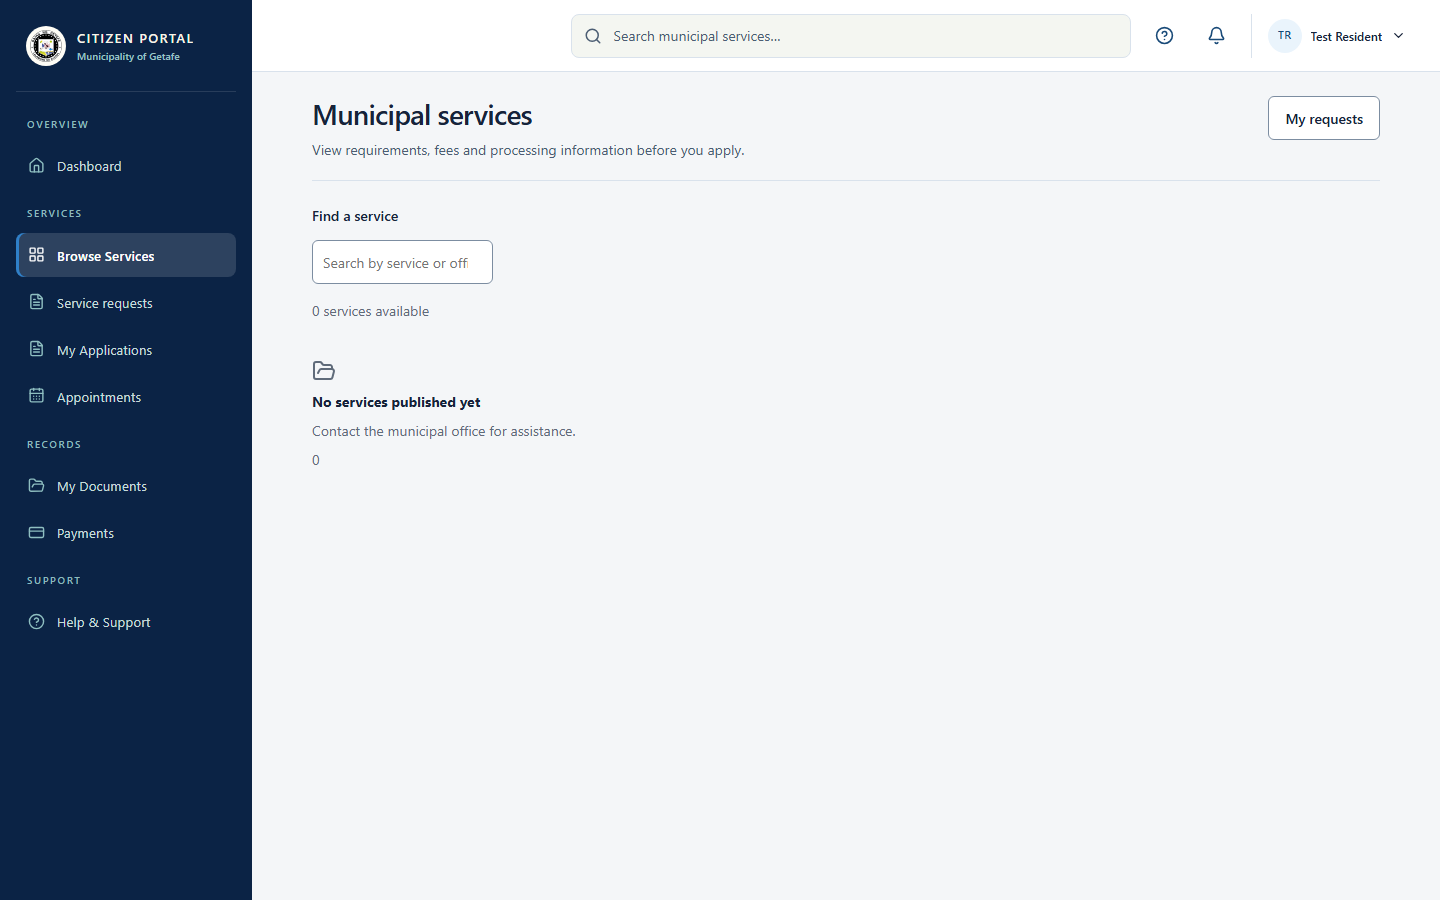 CITIZEN PORTAL
Municipality of Getafe
Search municipal services...
TR
Test Resident
OVERVIEW
Dashboard
SERVICES
Browse Services
Service requests
My Applications
Appointments
RECORDS
My Documents
Payments
SUPPORT
Help & Support
Municipal services
My requests
View requirements, fees and processing information before you apply.
Find a service
Search by service or offi
0 services available
No services published yet
Contact the municipal office for assistance.
0